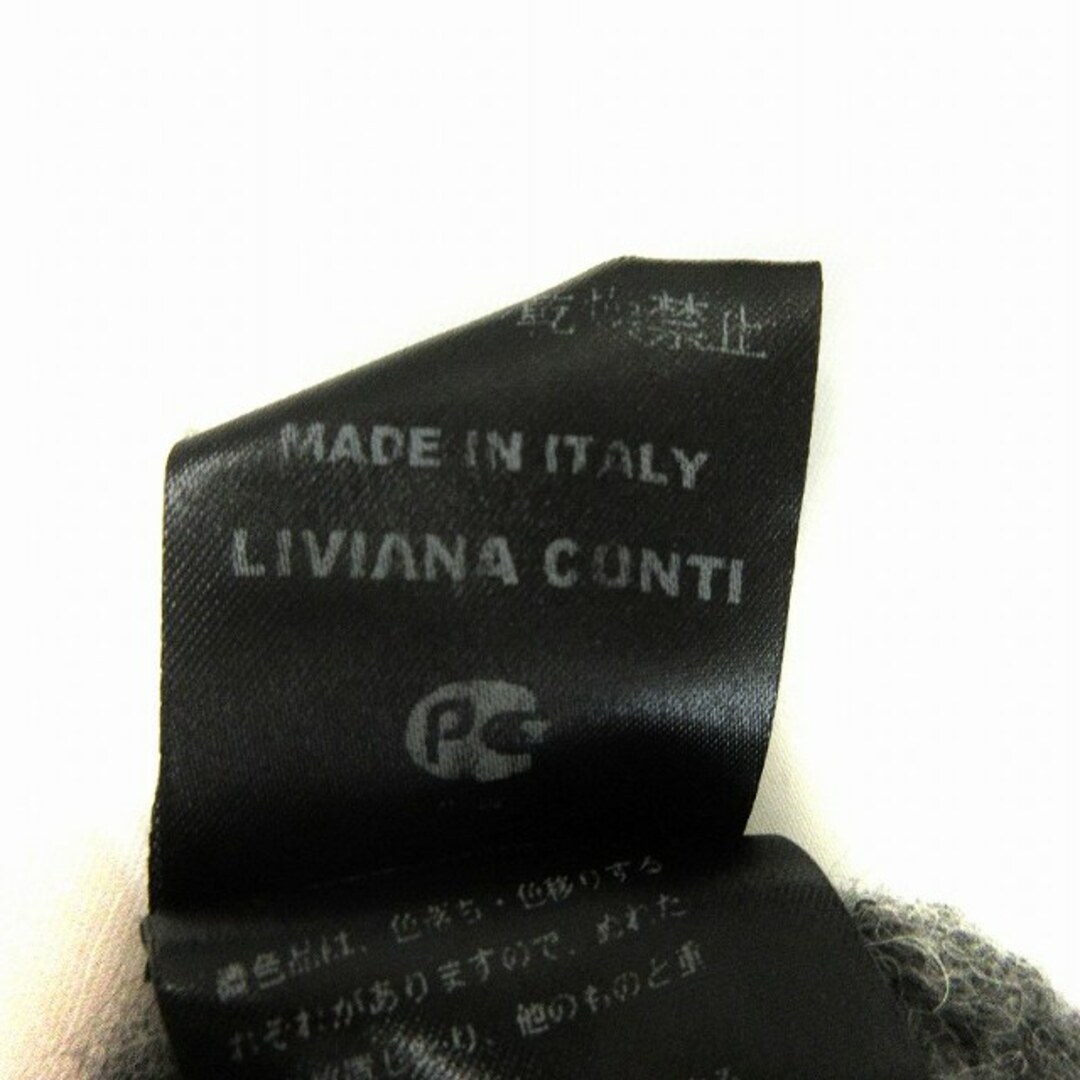 禁止
MADE IN ITALY
LIVIANA CONTI
PC
濃色品は、色落ち・色移りする
おそれがありますので、ぬれた
他のものと重